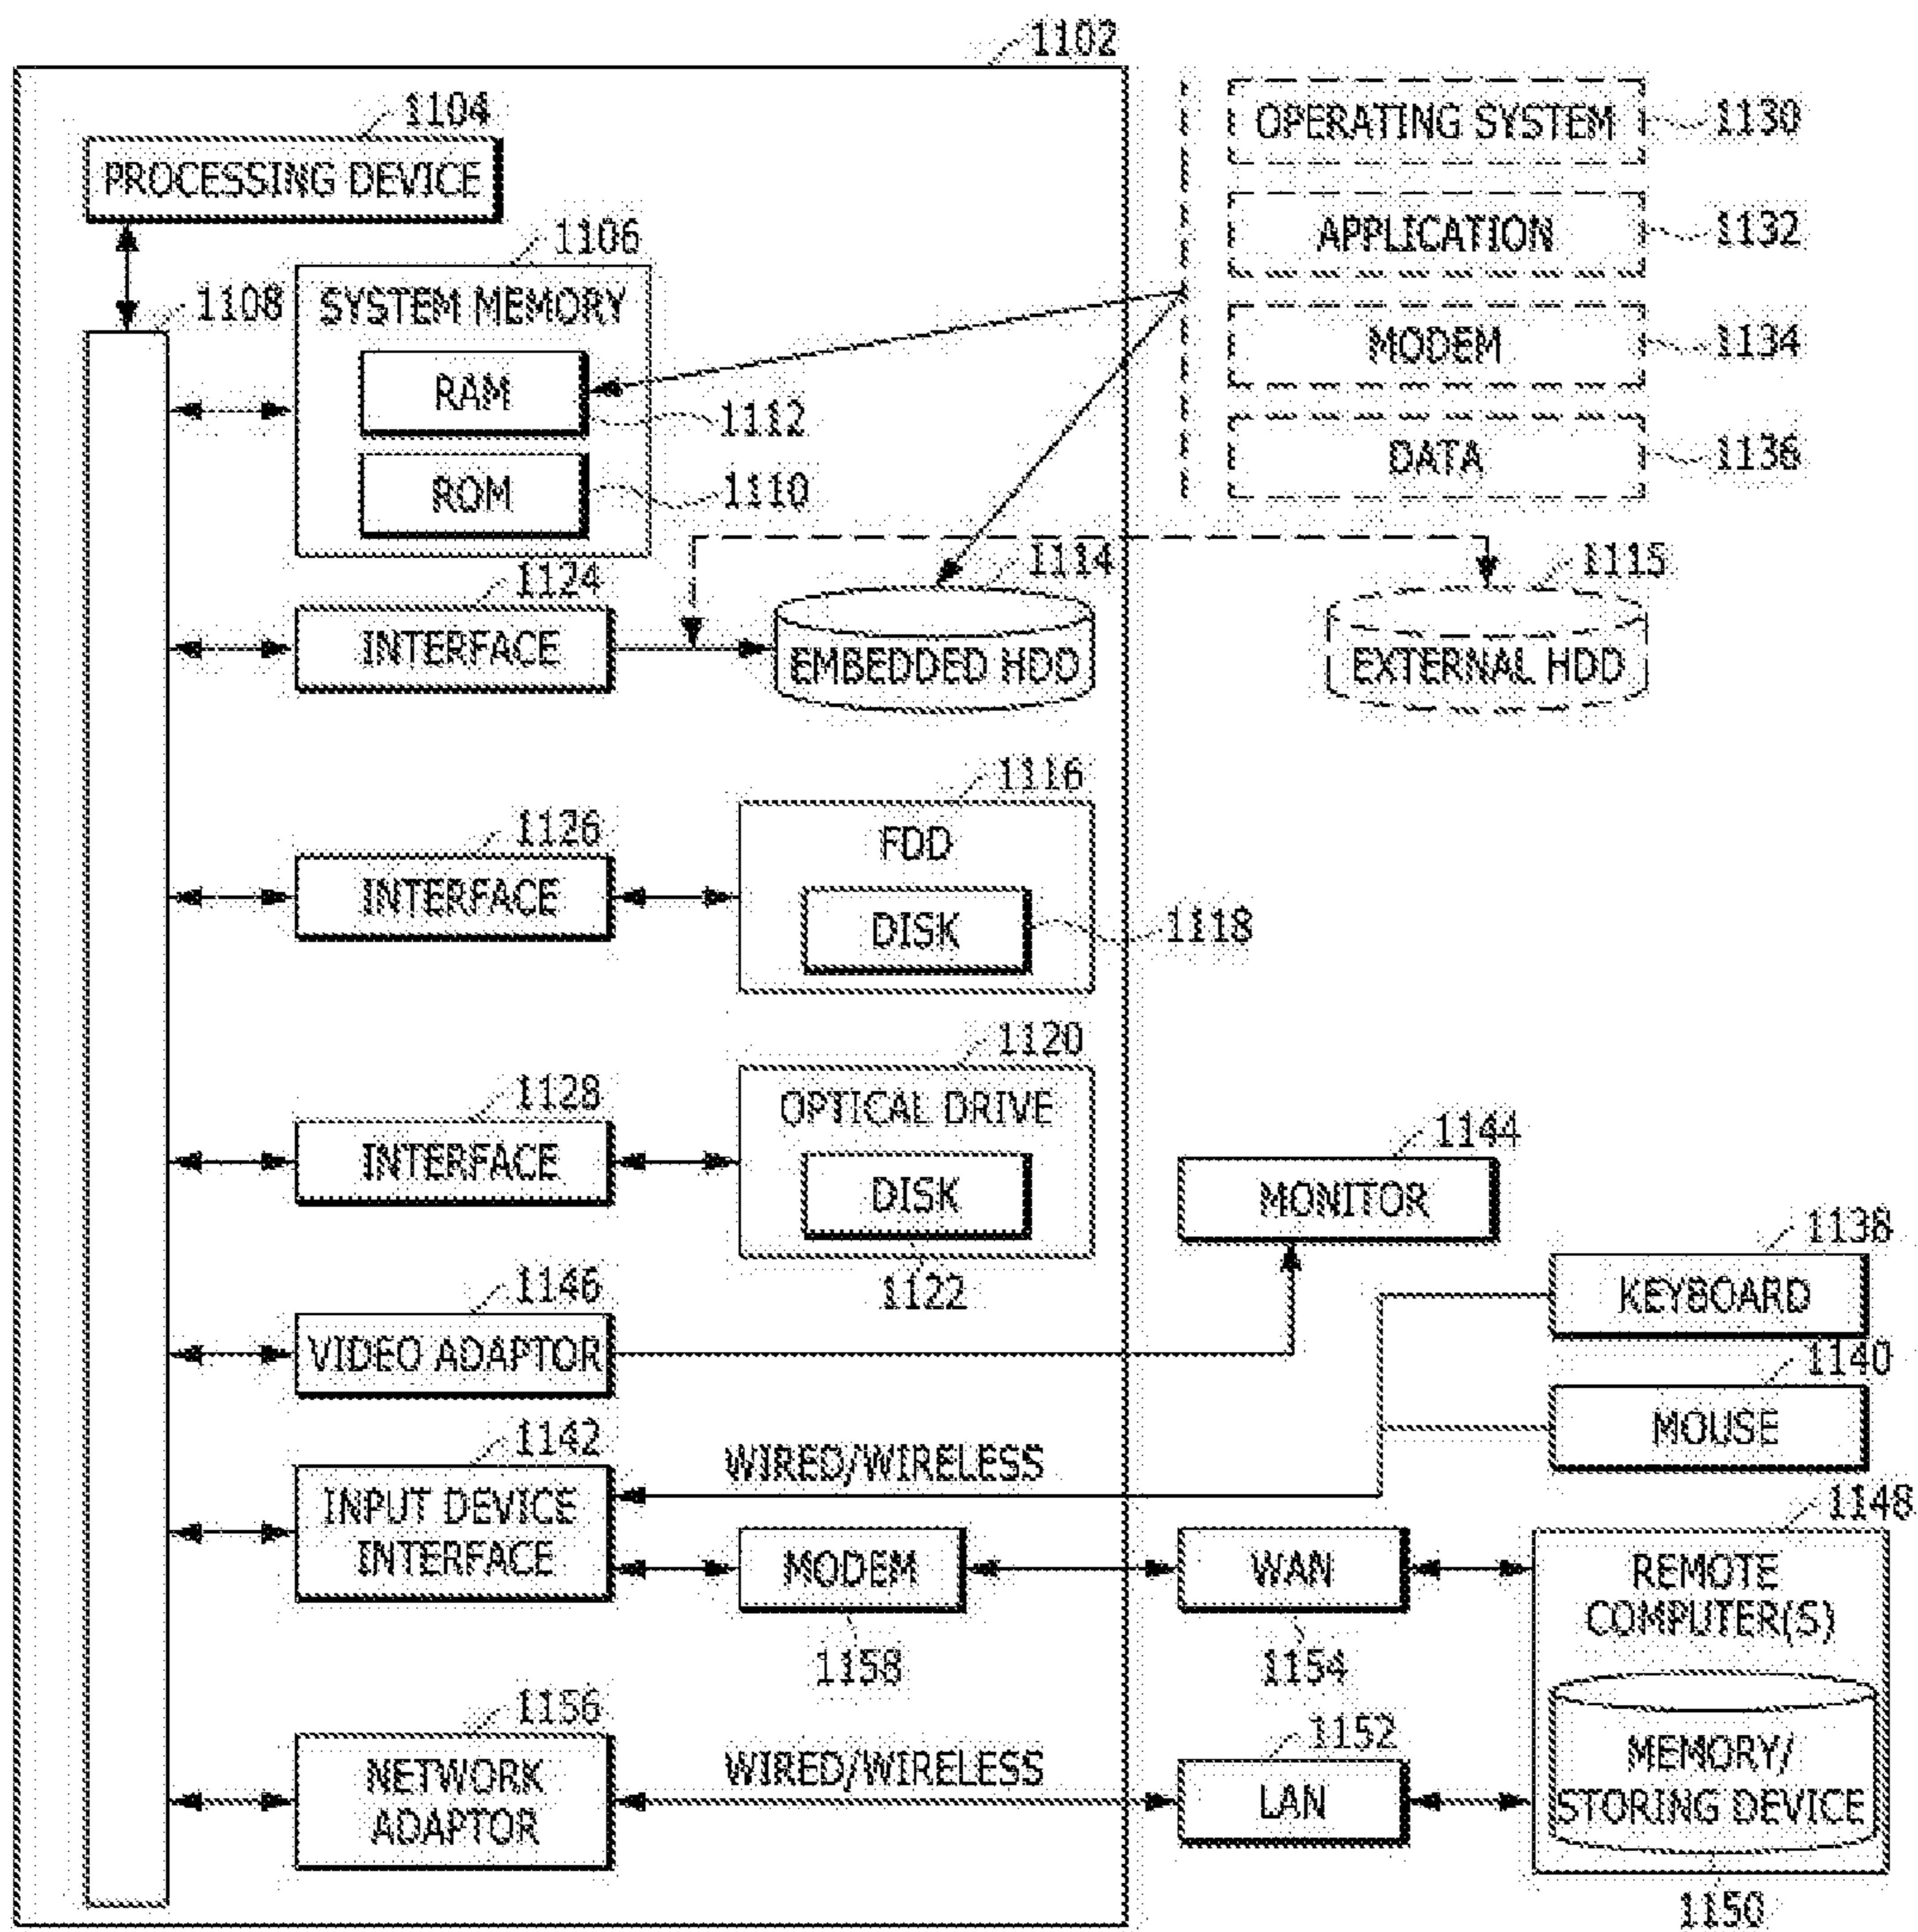 1102
1104
PROCESSING DEVICE
OPERATING SYSTEM
1130
1106
APPLICATION
1132
1108
SYSTEM MEMORY
MODEM
1134
RAM
1112
DATA
1136
ROM
1110
1124
1114
1115
INTERFACE
EMBEDDED HDD
EXTERNAL HDD
1116
1126
FDD
INTERFACE
DISK
1118
1120
1128
OPTICAL DRIVE
1144
INTERFACE
DISK
MONITOR
1138
1122
KEYBOARD
1146
VIDEO ADAPTOR
1140
MOUSE
1142
WIRED/WIRELESS
INPUT DEVICE
INTERFACE
1148
MODEM
WAN
REMOTE
COMPUTER(S)
1158
1154
1156
1152
NETWORK
ADAPTOR
WIRED/WIRELESS
LAN
MEMORY/
STORING DEVICE
1150